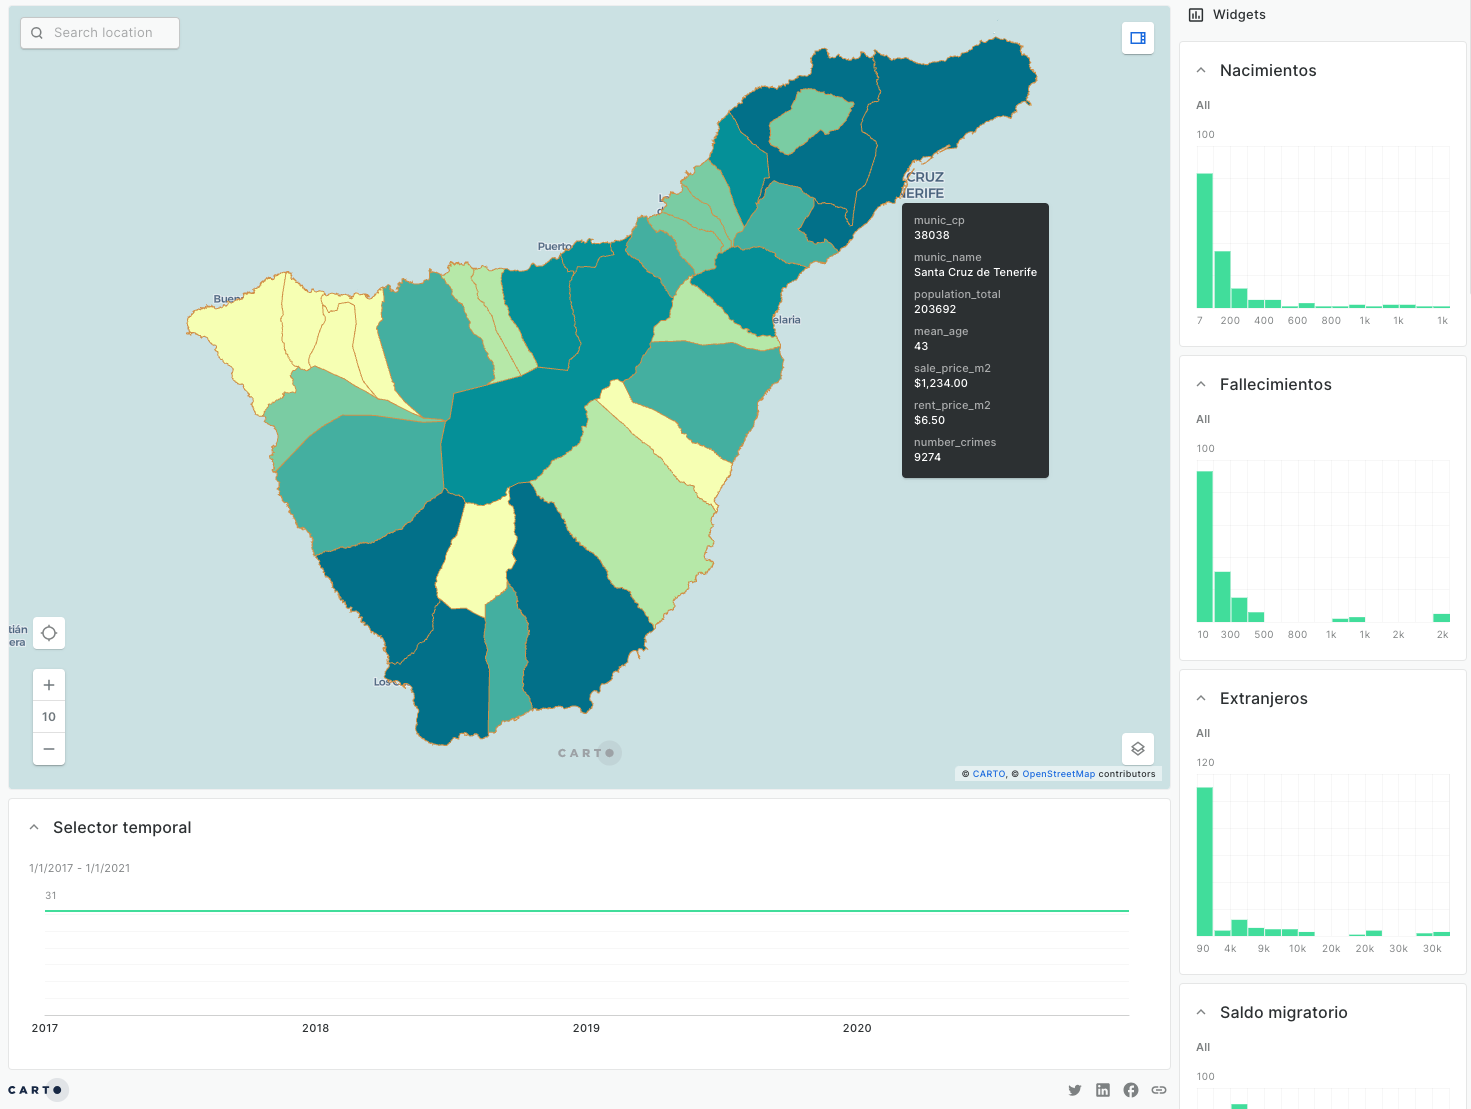 Search location
CRUZ
NERIFE
Puerto
Buen
elaria
tián
era
Los C
munic_cp
38038
munic_name
Santa Cruz de Tenerife
population_total
203692
mean_age
43
sale_price_m2
$1,234.00
rent_price_m2
$6.50
number_crimes
9274
+
10
−
CARTO
© CARTO, © OpenStreetMap contributors
Selector temporal
1/1/2017 - 1/1/2021
31
2017 2018 2019 2020
CARTO
Widgets
Nacimientos
All
100
7 200 400 600 800 1k 1k 1k
Fallecimientos
All
100
10 300 500 800 1k 1k 2k 2k
Extranjeros
All
120
90 4k 9k 10k 20k 20k 30k 30k
Saldo migratorio
All
100